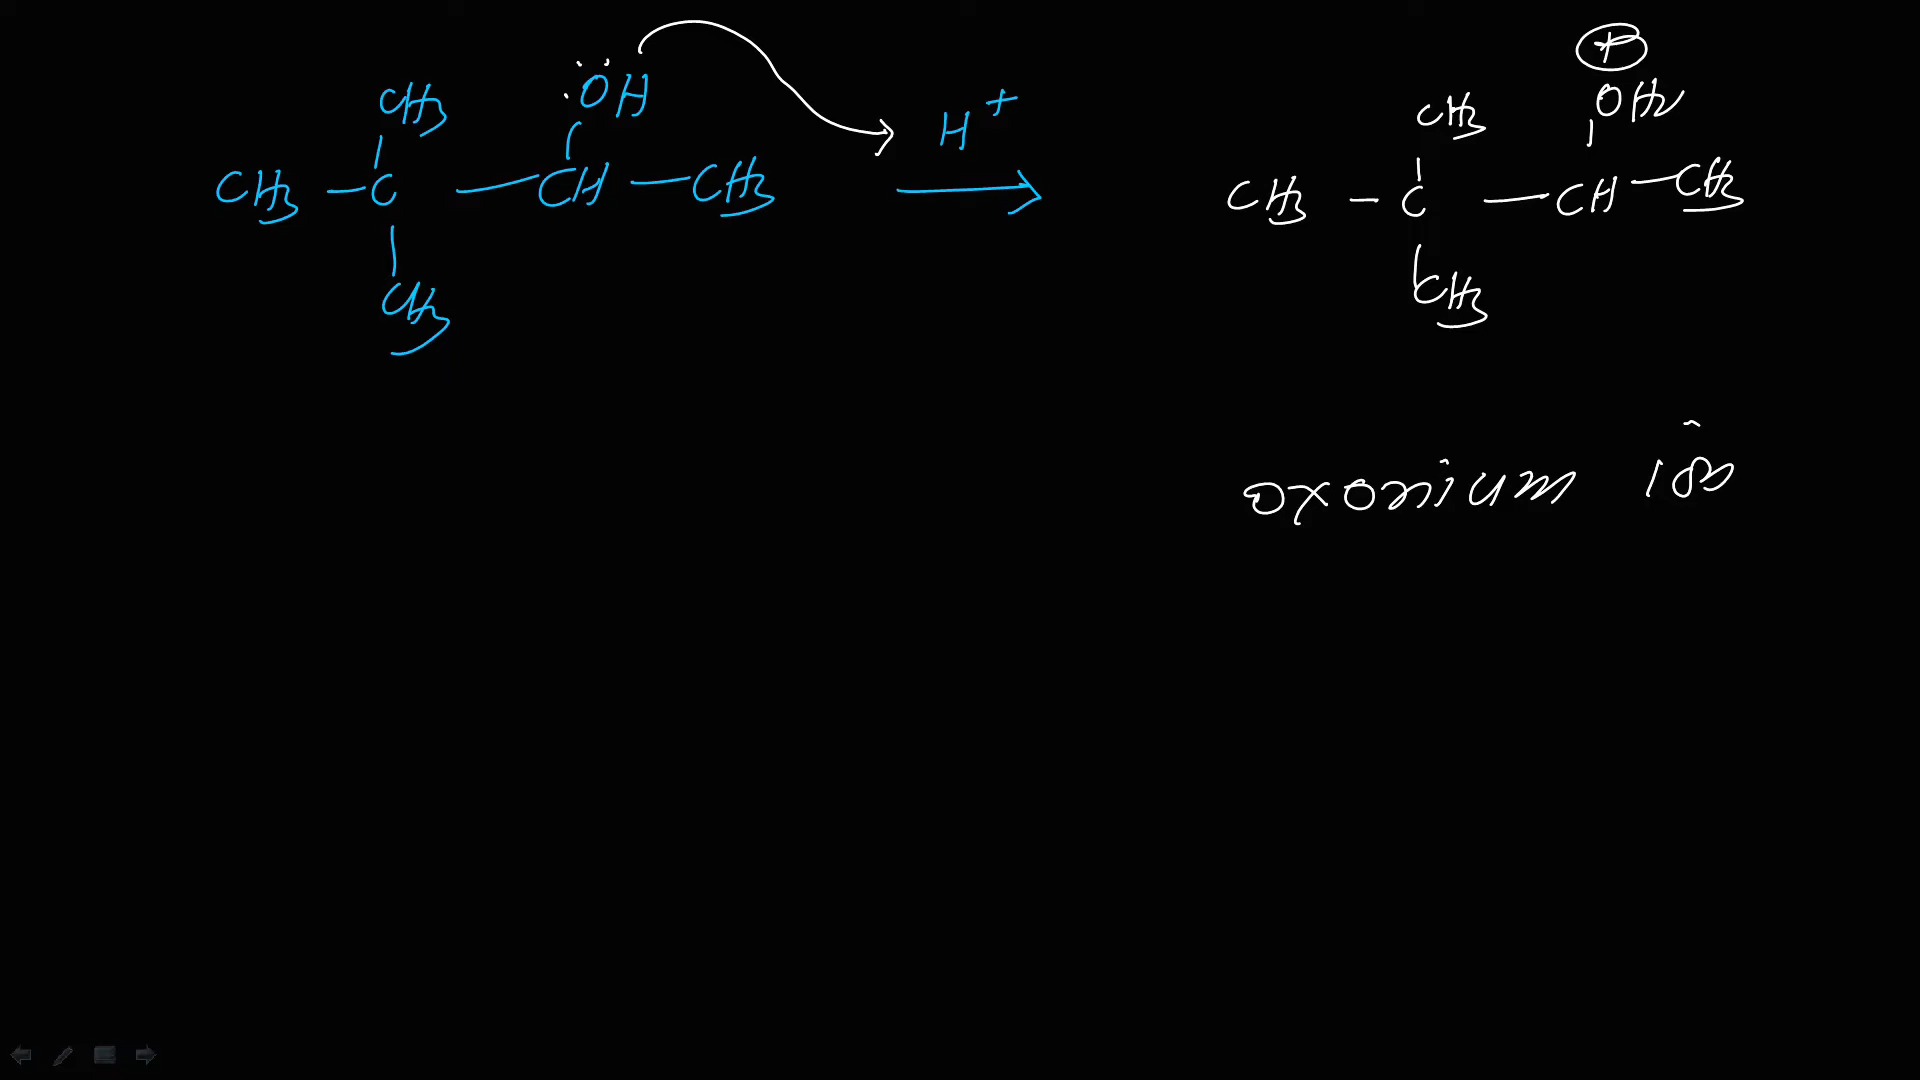 CH3 :ÖH H+ CH3 ⊕ OH2
CH3 – C — CH – CH3 → CH3 – C — CH – CH3
CH3 CH3
oxonium ion